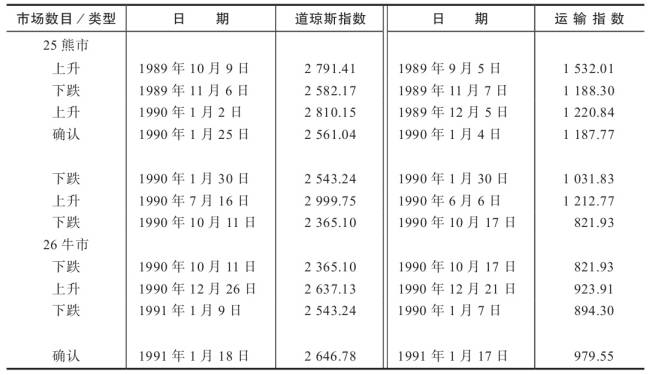 市场数目／类型 日 期 道琼斯指数 日 期 运输指数
25 熊市
上升 1989 年 10 月 9 日 2 791.41 1989 年 9 月 5 日 1 532.01
下跌 1989 年 11 月 6 日 2 582.17 1989 年 11 月 7 日 1 188.30
上升 1990 年 1 月 2 日 2 810.15 1989 年 12 月 5 日 1 220.84
确认 1990 年 1 月 25 日 2 561.04 1990 年 1 月 4 日 1 187.77
下跌 1990 年 1 月 30 日 2 543.24 1990 年 1 月 30 日 1 031.83
上升 1990 年 7 月 16 日 2 999.75 1990 年 6 月 6 日 1 212.77
下跌 1990 年 10 月 11 日 2 365.10 1990 年 10 月 17 日 821.93
26 牛市
下跌 1990 年 10 月 11 日 2 365.10 1990 年 10 月 17 日 821.93
上升 1990 年 12 月 26 日 2 637.13 1990 年 12 月 21 日 923.91
下跌 1991 年 1 月 9 日 2 543.24 1990 年 1 月 7 日 894.30
确认 1991 年 1 月 18 日 2 646.78 1991 年 1 月 17 日 979.55